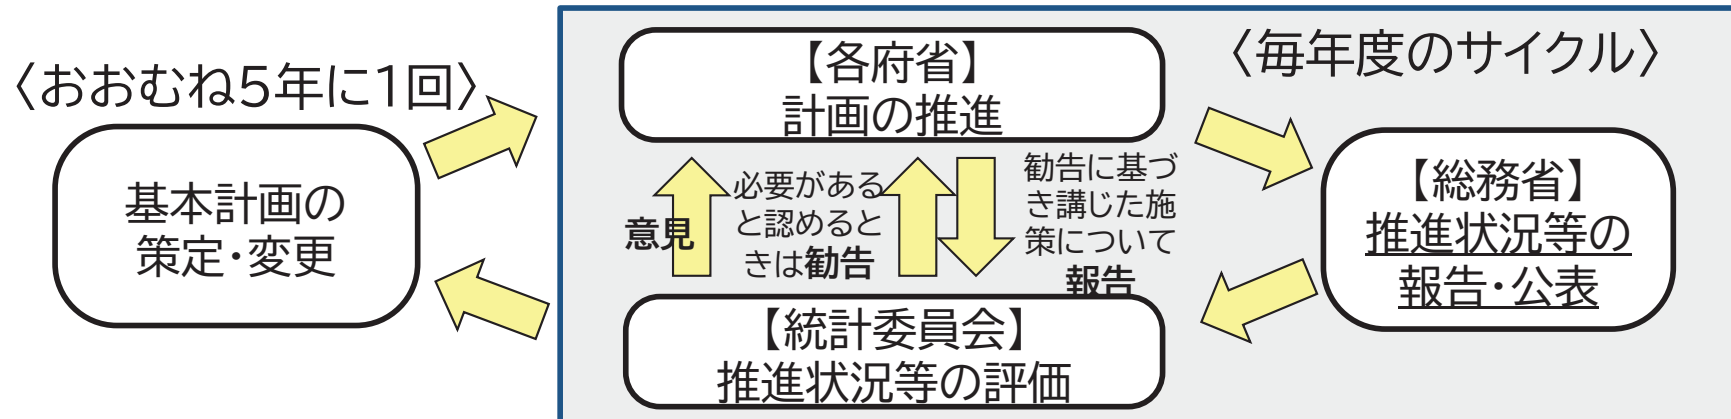 〈おおむね5年に1回〉
基本計画の
策定・変更
〈毎年度のサイクル〉
【各府省】
計画の推進
意見
必要がある
と認めると
きは勧告
勧告に基づ
き講じた施
策について
報告
【総務省】
推進状況等の
報告・公表
【統計委員会】
推進状況等の評価